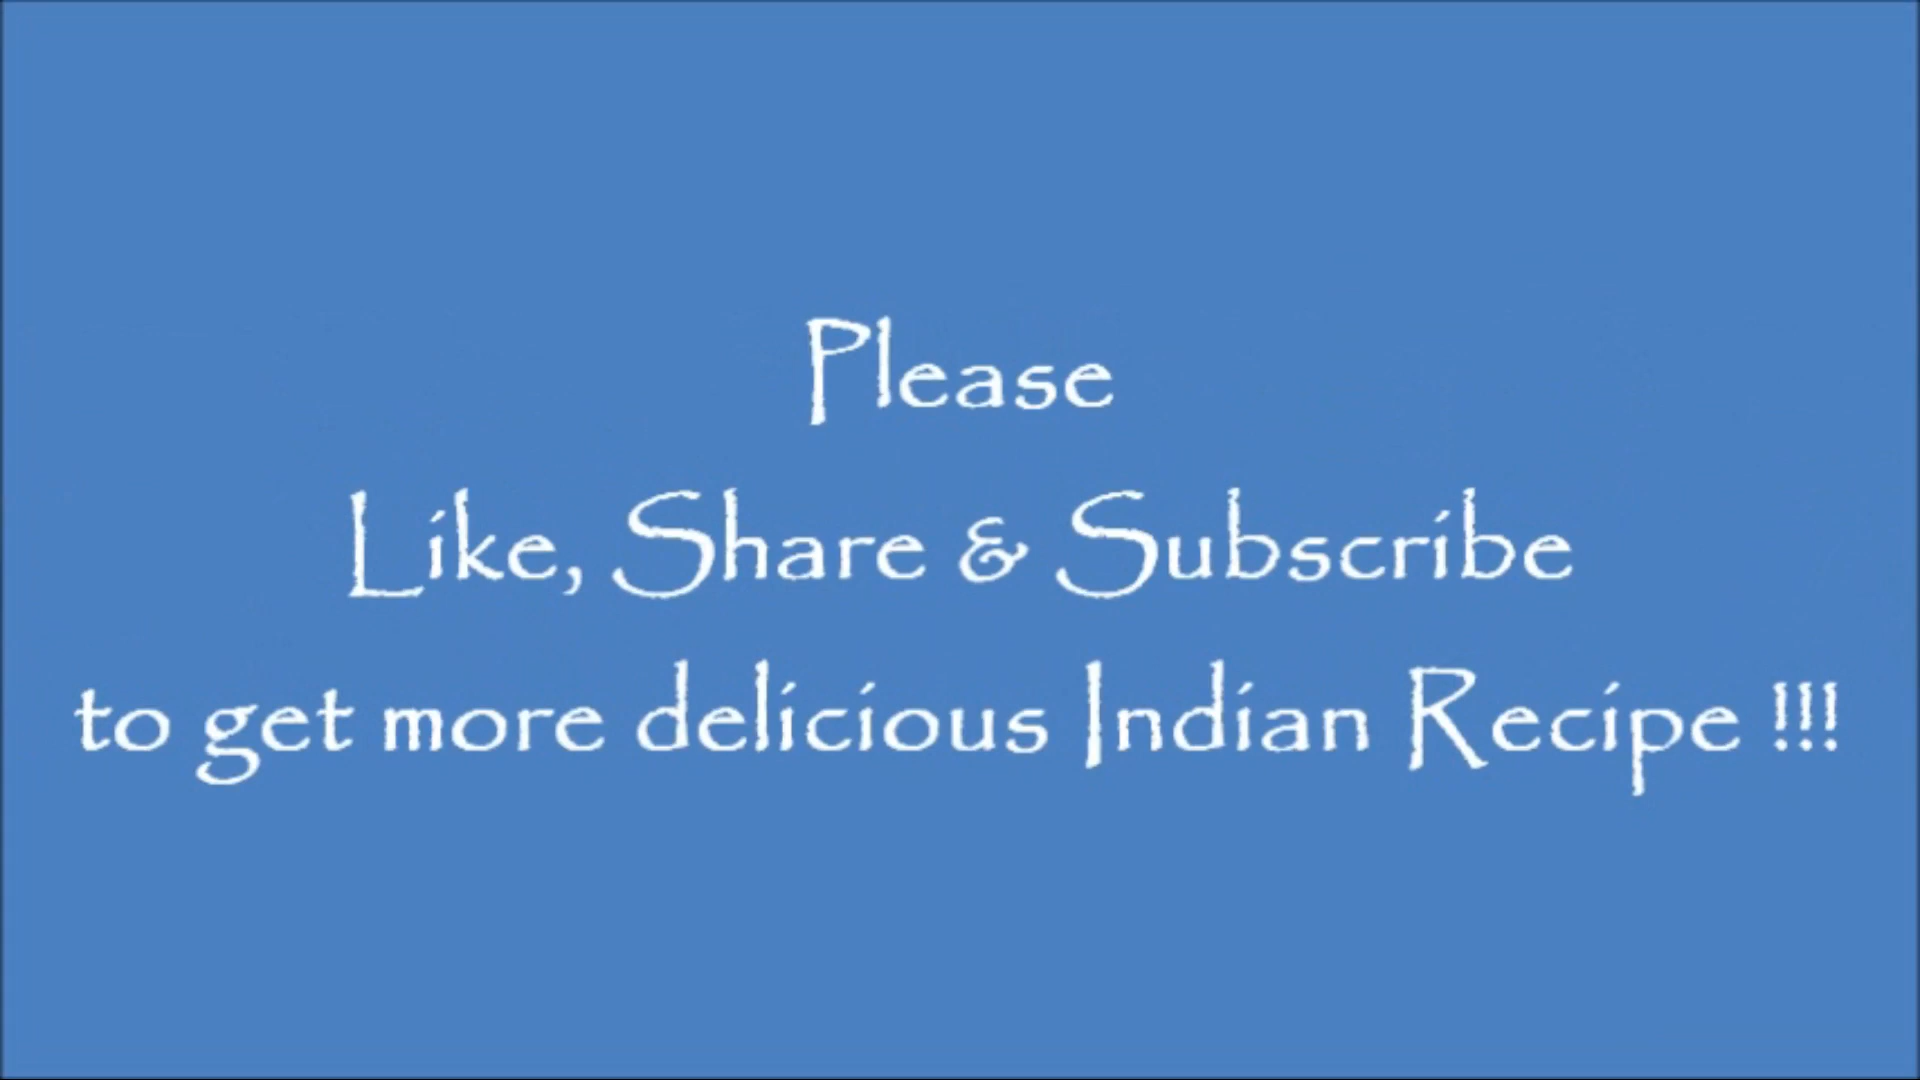 Please
Like, Share & Subscribe
to get more delicious Indian Recipe !!!